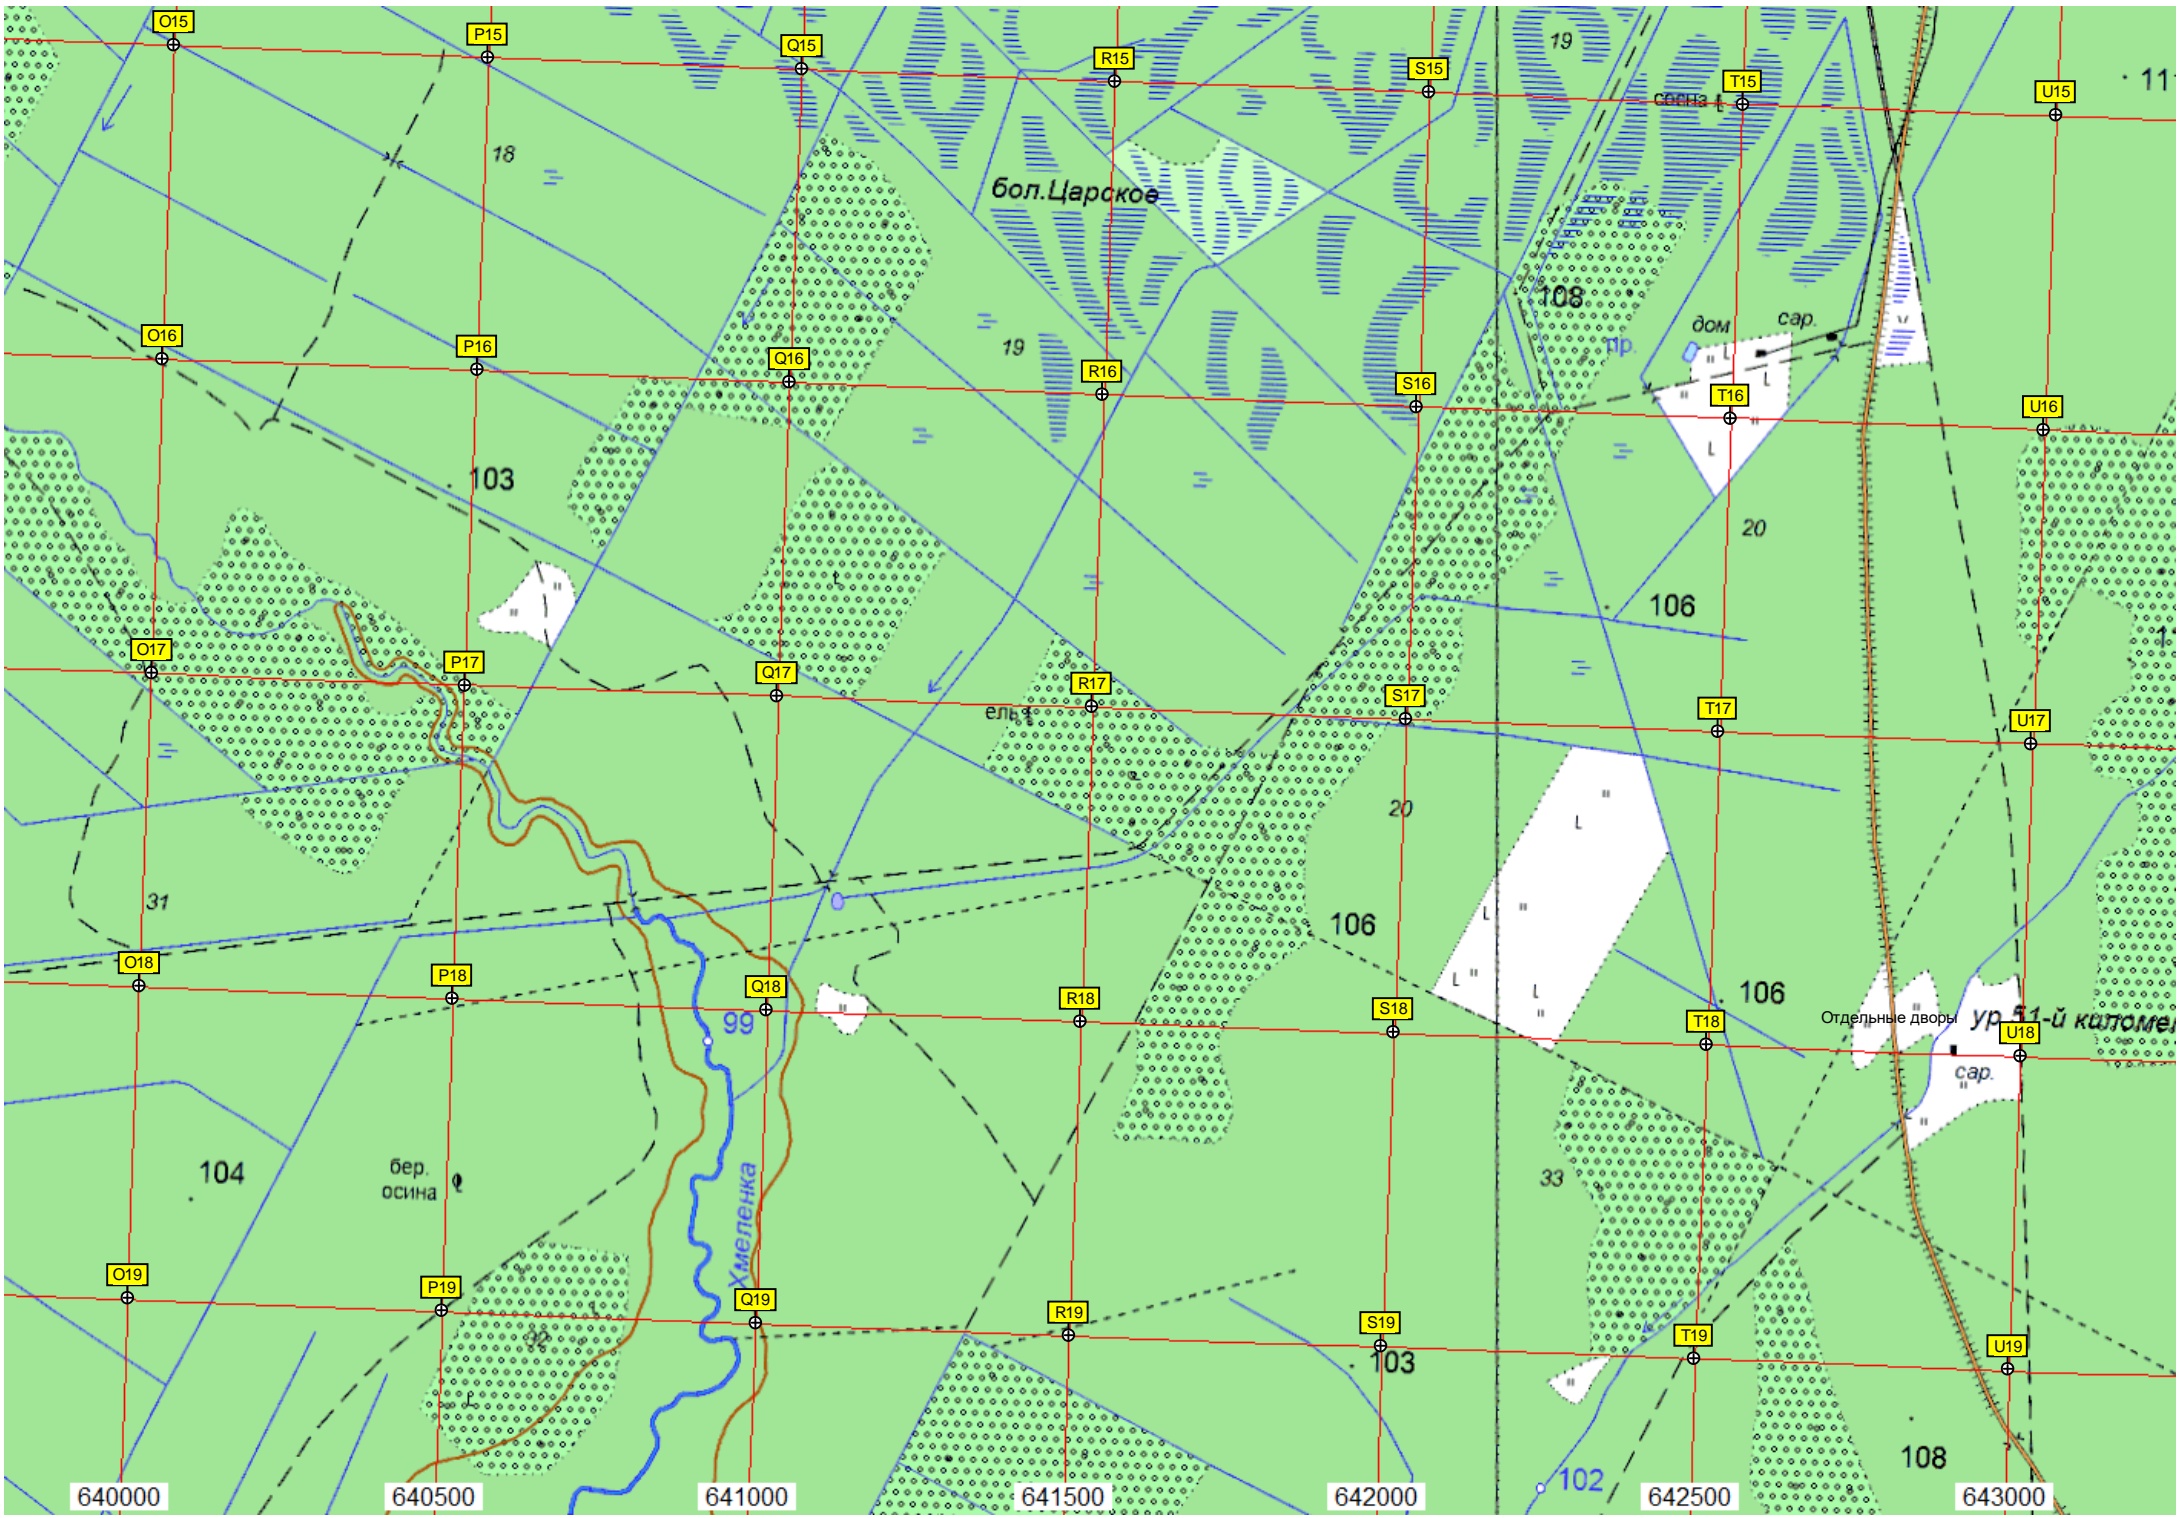 O15
P15
Q15
R15
S15
19
T15
U15
сосна
18
бол.Царское
108
O16
P16
19
Q16
R16
S16
пр.
дом
сар.
T16
U16
103
20
106
O17
P17
Q17
ель
R17
S17
T17
U17
20
31
106
O18
P18
Q18
99
R18
S18
106
T18
Отдельные дворы
ур.51-й киломе
U18
сар.
104
бер.
осина
33
Хмеленка
O19
P19
Q19
R19
S19
103
T19
U19
108
102
640000
640500
641000
641500
642000
642500
643000